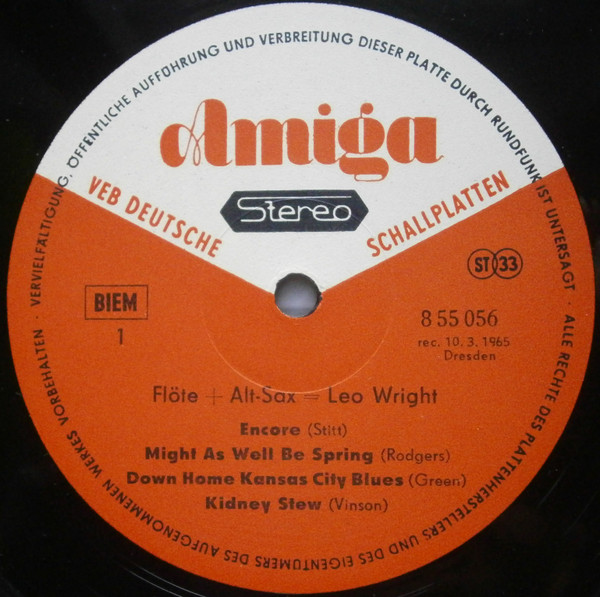 VERVIELFÄLTIGUNG, ÖFFENTLICHE AUFFÜHRUNG UND VERBREITUNG DIESER PLATTE DURCH RUNDFUNK IST UNTERSAGT · ALLE RECHTE DES PLATTENHERSTELLERS UND DES EIGENTÜMERS DES AUFGENOMMENEN WERKES VORBEHALTEN ·
Amiga
VEB DEUTSCHE SCHALLPLATTEN
Stereo
ST 33
BIEM
1
8 55 056
rec. 10. 3. 1965
Dresden
Flöte + Alt-Sax = Leo Wright
Encore (Stitt)
Might As Well Be Spring (Rodgers)
Down Home Kansas City Blues (Green)
Kidney Stew (Vinson)